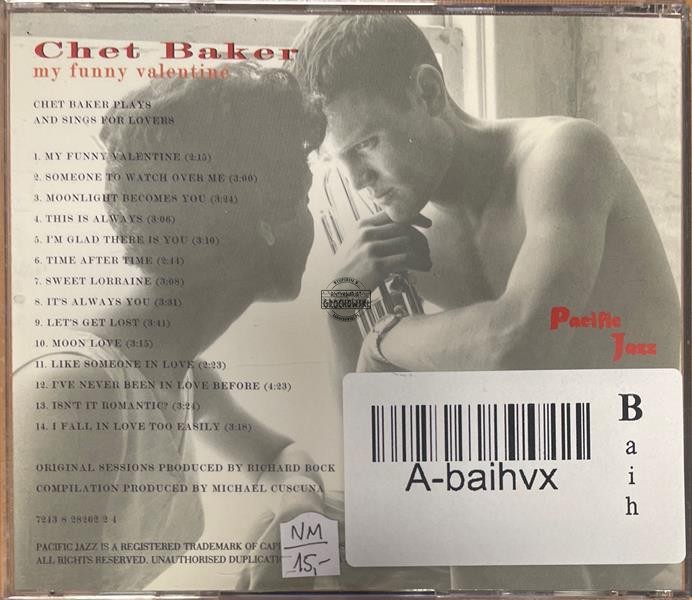 Chet Baker
my funny valentine
CHET BAKER PLAYS
AND SINGS FOR LOVERS
1. MY FUNNY VALENTINE (2:15)
2. SOMEONE TO WATCH OVER ME (3:00)
3. MOONLIGHT BECOMES YOU (3:24)
4. THIS IS ALWAYS (3:06)
5. I'M GLAD THERE IS YOU (3:10)
6. TIME AFTER TIME (2:44)
7. SWEET LORRAINE (3:08)
8. IT'S ALWAYS YOU (3:31)
9. LET'S GET LOST (3:41)
10. MOON LOVE (3:15)
11. LIKE SOMEONE IN LOVE (2:23)
12. I'VE NEVER BEEN IN LOVE BEFORE (4:23)
13. ISN'T IT ROMANTIC? (3:24)
14. I FALL IN LOVE TOO EASILY (3:18)
ORIGINAL SESSIONS PRODUCED BY RICHARD BOCK
COMPILATION PRODUCED BY MICHAEL CUSCUNA
7243 8 28262 2 4
PACIFIC JAZZ IS A REGISTERED TRADEMARK OF
ALL RIGHTS RESERVED. UNAUTHORISED
GROCHOWSKI
Pacific
Jazz
A-baihvx
B
a
i
h
NM
15,-